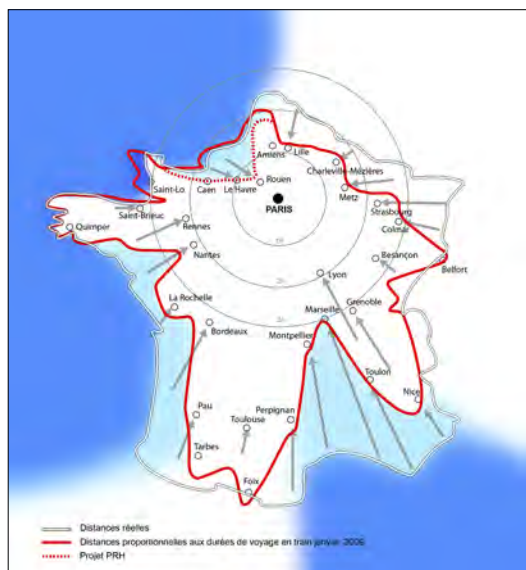 Amiens
Lille
Charleville-Mézières
Saint-Lo
Caen
Le Havre
Rouen
Metz
PARIS
Strasbourg
Colmar
Saint-Brieuc
Quimper
Rennes
Nantes
Besançon
Belfort
Lyon
La Rochelle
Grenoble
Marseille
Bordeaux
Montpellier
Toulon
Nice
Pau
Perpignan
Toulouse
Tarbes
Foix
Distances réelles
Distances proportionnelles aux durées de voyage en train janvier 2006
Projet PRH